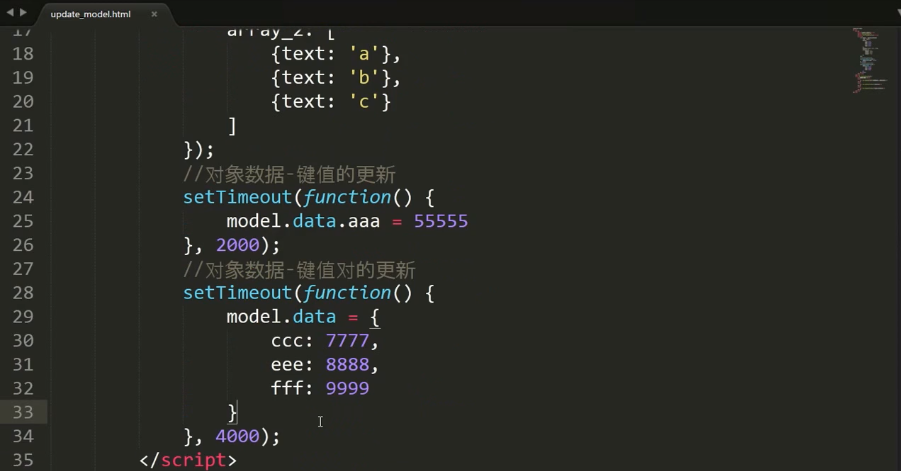 update_model.html ×
17 array_2: [
18 {text: 'a'},
19 {text: 'b'},
20 {text: 'c'}
21 ]
22 });
23 //对象数据-键值的更新
24 setTimeout(function() {
25 model.data.aaa = 55555
26 }, 2000);
27 //对象数据-键值对的更新
28 setTimeout(function() {
29 model.data = {
30 ccc: 7777,
31 eee: 8888,
32 fff: 9999
33 }
34 }, 4000);
35 </script>